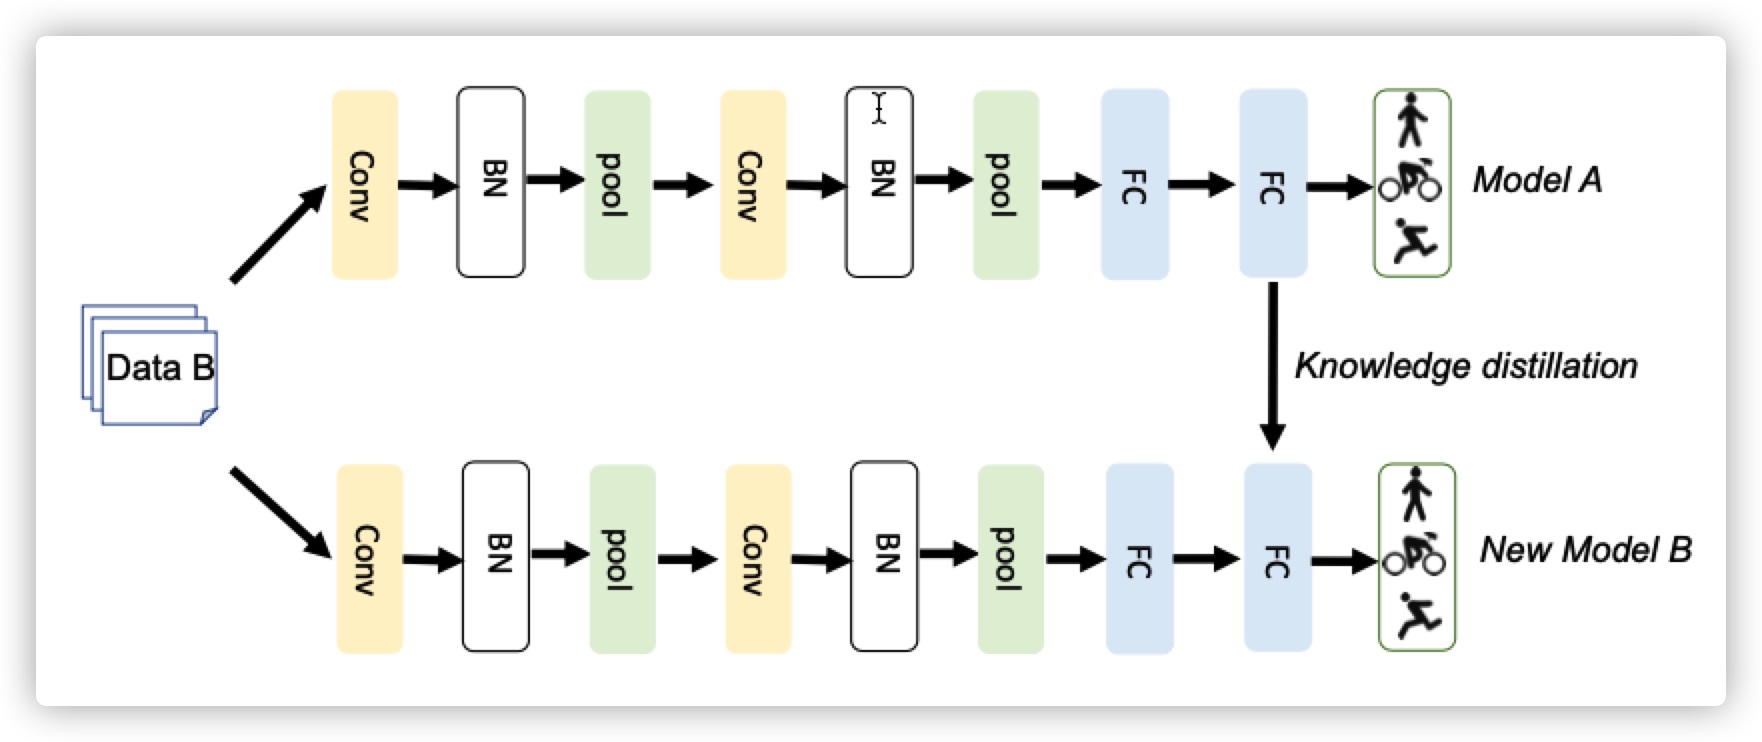 Conv
BN
pool
Conv
BN
pool
FC
FC
Model A
Data B
Knowledge distillation
Conv
BN
pool
Conv
BN
pool
FC
FC
New Model B